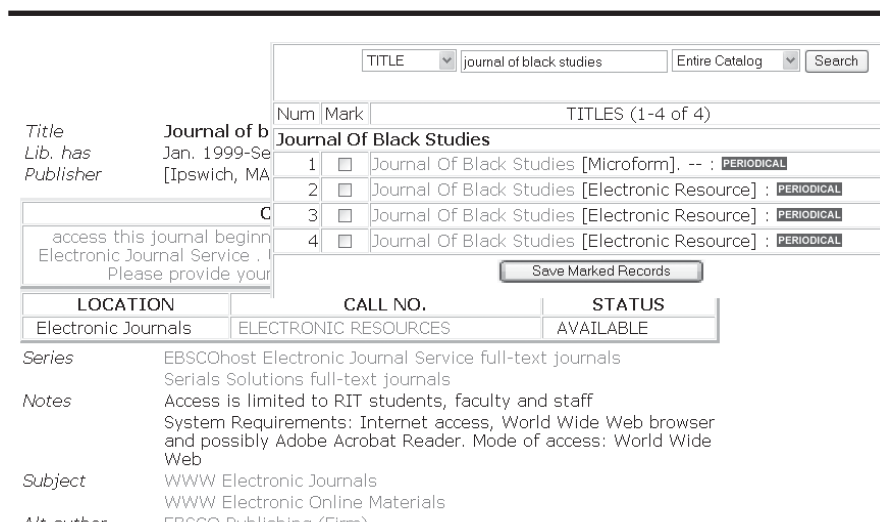 TITLE journal of black studies Entire Catalog Search
Num Mark TITLES (1-4 of 4)
Journal Of Black Studies
1 Journal Of Black Studies [Microform]. -- : PERIODICAL
2 Journal Of Black Studies [Electronic Resource] : PERIODICAL
3 Journal Of Black Studies [Electronic Resource] : PERIODICAL
4 Journal Of Black Studies [Electronic Resource] : PERIODICAL
Save Marked Records
Title Journal of b
Lib. has Jan. 1999-Se
Publisher [Ipswich, MA
access this journal beginn
Electronic Journal Service .
Please provide your
LOCATION CALL NO. STATUS
Electronic Journals ELECTRONIC RESOURCES AVAILABLE
Series EBSCOhost Electronic Journal Service full-text journals
Serials Solutions full-text journals
Notes Access is limited to RIT students, faculty and staff
System Requirements: Internet access, World Wide Web browser
and possibly Adobe Acrobat Reader. Mode of access: World Wide
Web
Subject WWW Electronic Journals
WWW Electronic Online Materials
Alt author EBSCO Publishing (Firm)